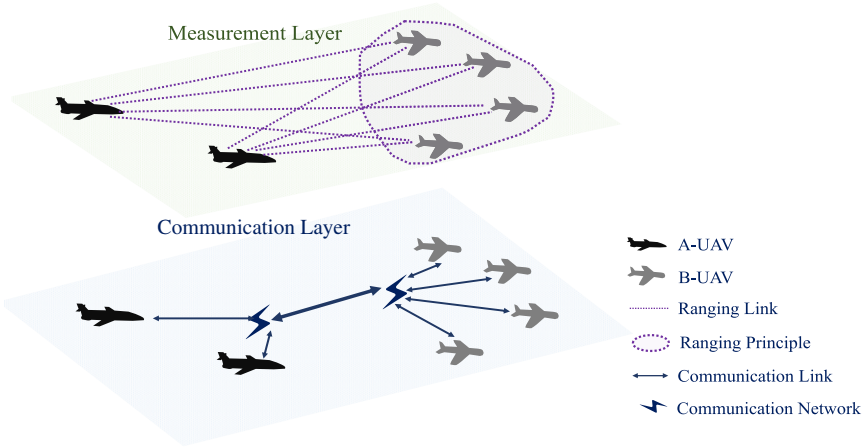 Measurement Layer
Communication Layer
A-UAV
B-UAV
Ranging Link
Ranging Principle
Communication Link
Communication Network